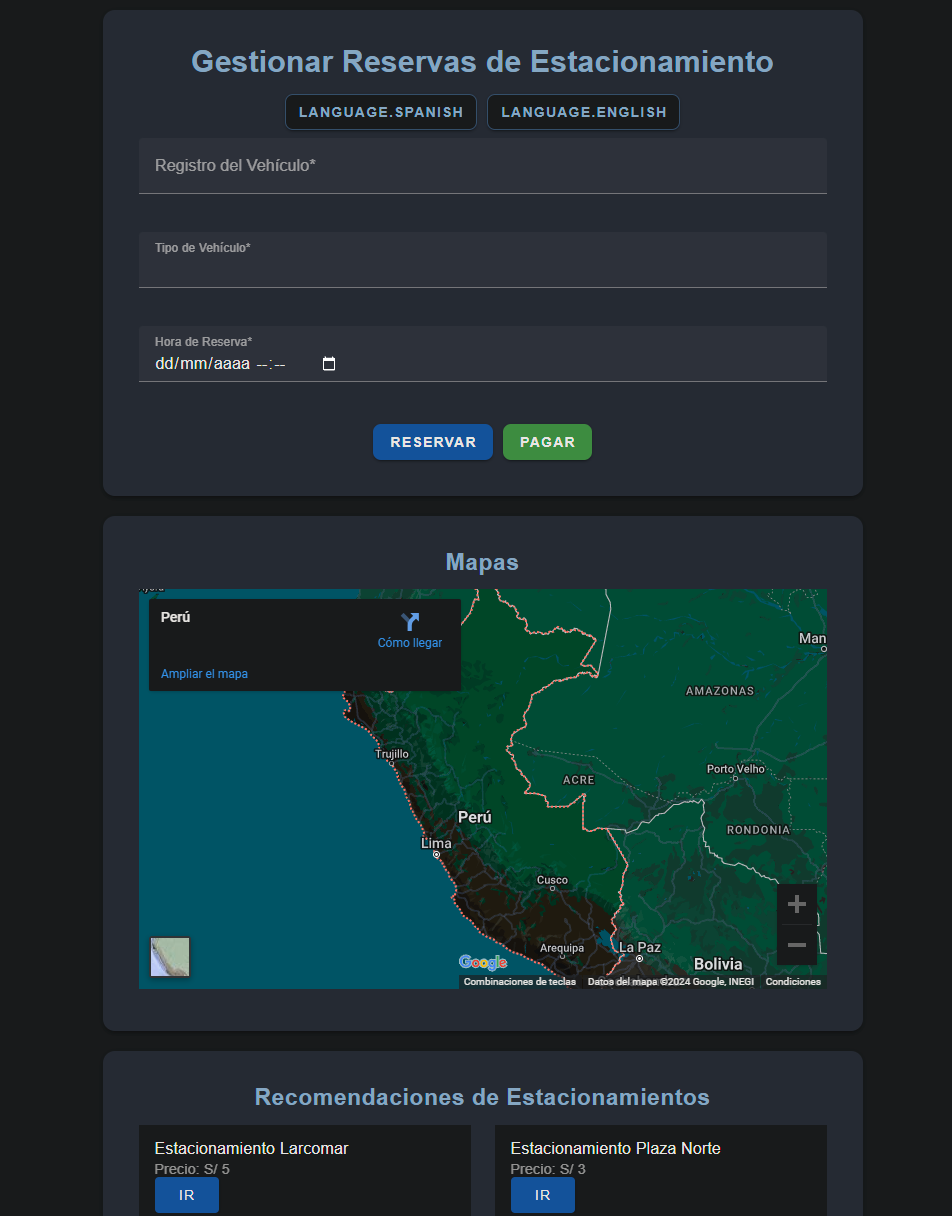 Gestionar Reservas de Estacionamiento
LANGUAGE.SPANISH LANGUAGE.ENGLISH
Registro del Vehículo*
Tipo de Vehículo*
Hora de Reserva*
dd/mm/aaaa --:--
RESERVAR PAGAR
Mapas
Perú
Cómo llegar
Ampliar el mapa
Man
AMAZONAS
Trujillo
Porto Velho
ACRE
Perú
RONDONIA
Lima
Cusco
Arequipa
La Paz
Bolivia
Google
Combinaciones de teclas Datos del mapa ©2024 Google, INEGI Condiciones
Recomendaciones de Estacionamientos
Estacionamiento Larcomar Estacionamiento Plaza Norte
Precio: S/ 5 Precio: S/ 3
IR IR